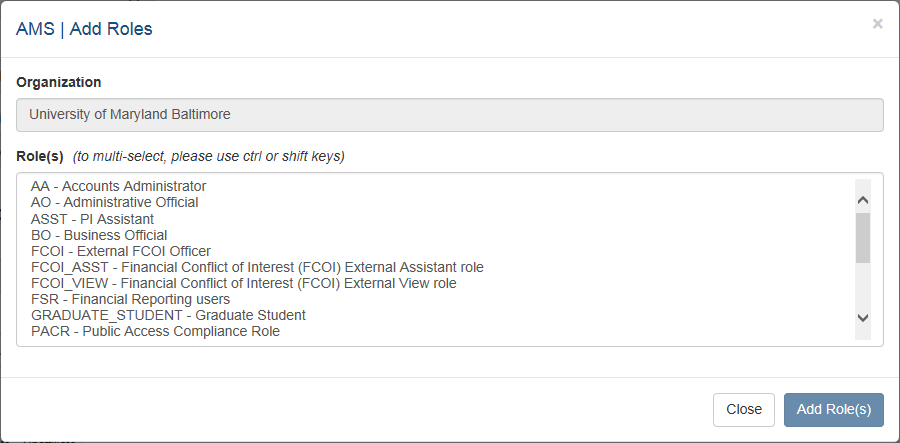 AMS | Add Roles
×
Organization
University of Maryland Baltimore
Role(s) (to multi-select, please use ctrl or shift keys)
AA - Accounts Administrator
AO - Administrative Official
ASST - PI Assistant
BO - Business Official
FCOI - External FCOI Officer
FCOI_ASST - Financial Conflict of Interest (FCOI) External Assistant role
FCOI_VIEW - Financial Conflict of Interest (FCOI) External View role
FSR - Financial Reporting users
GRADUATE_STUDENT - Graduate Student
PACR - Public Access Compliance Role
Close Add Role(s)